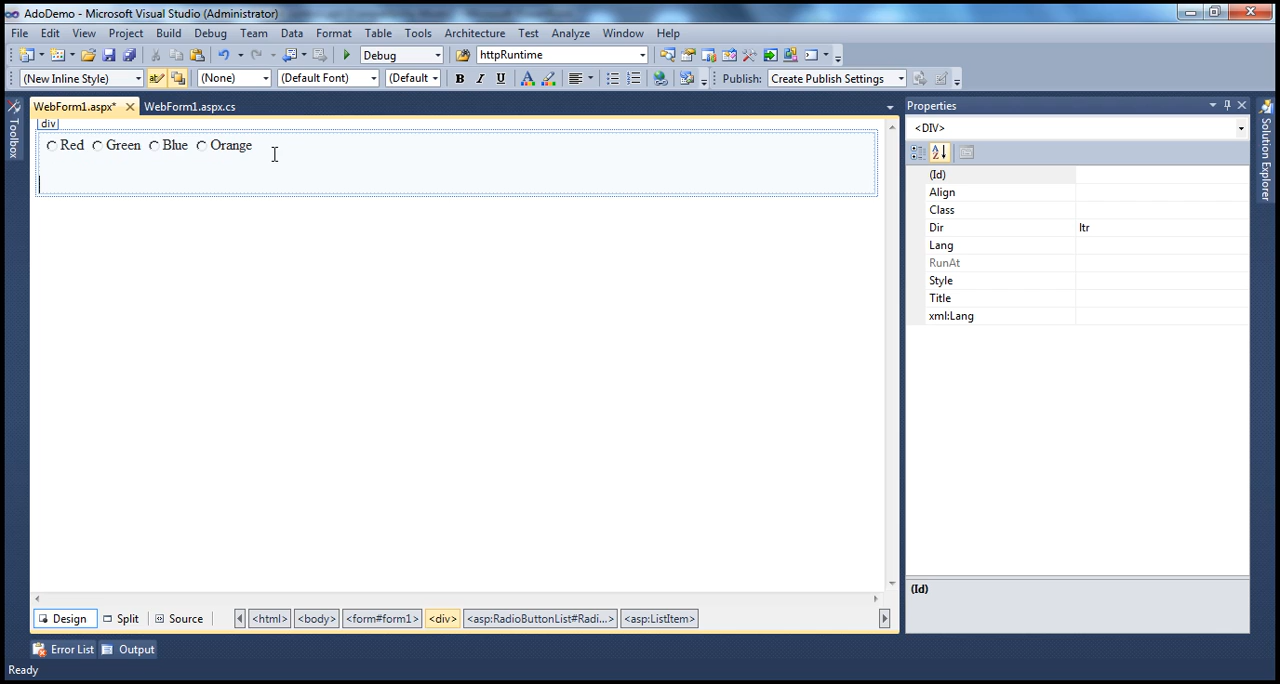 AdoDemo - Microsoft Visual Studio (Administrator)
File Edit View Project Build Debug Team Data Format Table Tools Architecture Test Analyze Window Help
Debug httpRuntime
(New Inline Style) (None) (Default Font) (Default B I U A Publish: Create Publish Settings
WebForm1.aspx* WebForm1.aspx.cs
Properties
Toolbox
Solution Explorer
div
<DIV>
Red Green Blue Orange
(Id)
Align
Class
Dir ltr
Lang
RunAt
Style
Title
xml:Lang
(Id)
Design Split Source <html> <body> <form#form1> <div> <asp:RadioButtonList#Radi...> <asp:ListItem>
Error List Output
Ready